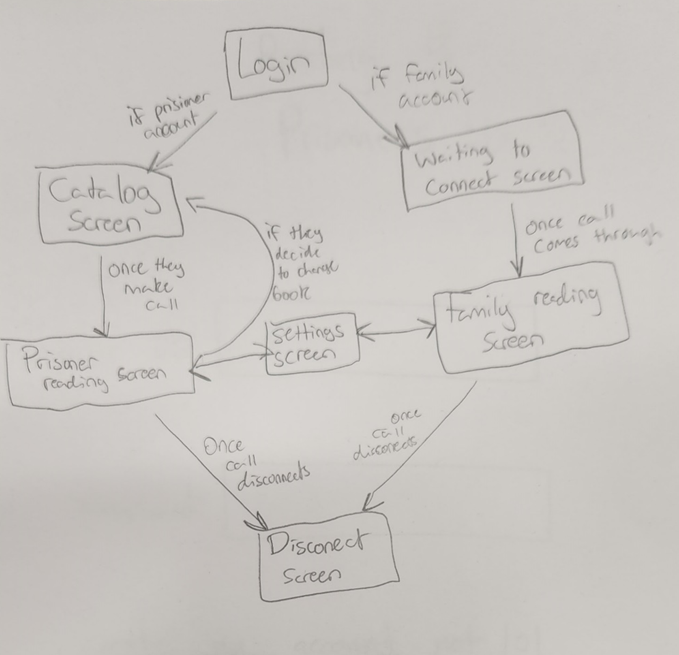 Login
if prisimer
account
if family
account
Waiting to
Connect screen
Catalog
Screen
once call
comes through
if they
decide
to change
book
once they
make
call
Family reading
Screen
Settings
screen
Prisoner
reading screen
once
call
disconects
Once
call
disconnects
Disconect
Screen